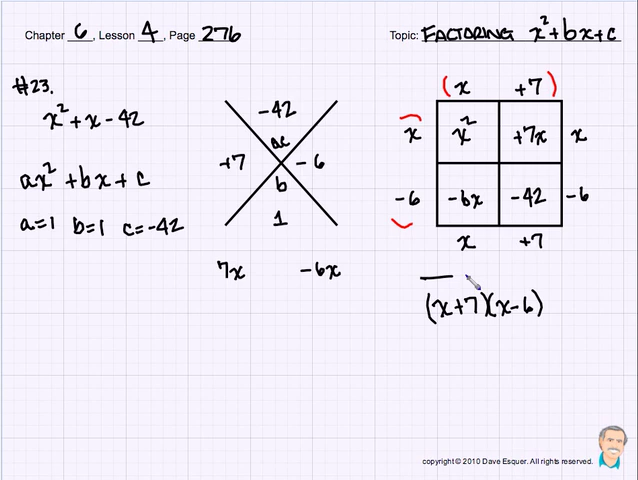 Chapter 6, Lesson 4, Page 276
Topic: FACTORING x²+bx+c
#23.
x²+x-42
ax²+bx+c
a=1 b=1 c=-42
-42
ac
+7 -6
b
1
7x -6x
(x +7)
x x² +7x x
-6 -6x -42 -6
x +7
(x+7)(x-6)
copyright © 2010 Dave Esquer. All rights reserved.